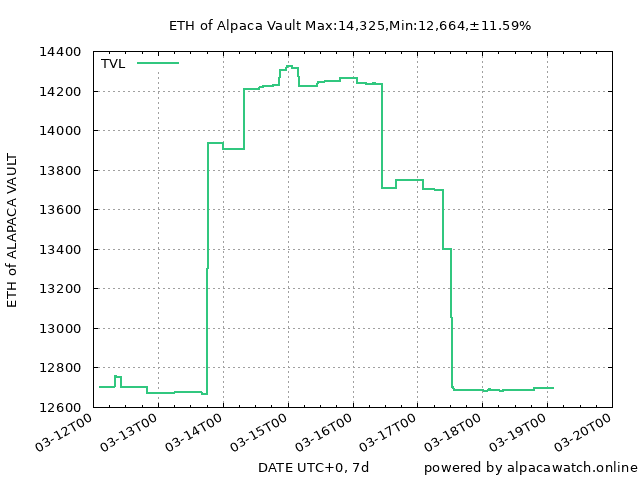 ETH of Alpaca Vault Max:14,325,Min:12,664,±11.59%
TVL
14400
14200
14000
13800
13600
13400
13200
13000
12800
12600
ETH of ALAPACA VAULT
03-12T00
03-13T00
03-14T00
03-15T00
03-16T00
03-17T00
03-18T00
03-19T00
03-20T00
DATE UTC+0, 7d
powered by alpacawatch.online